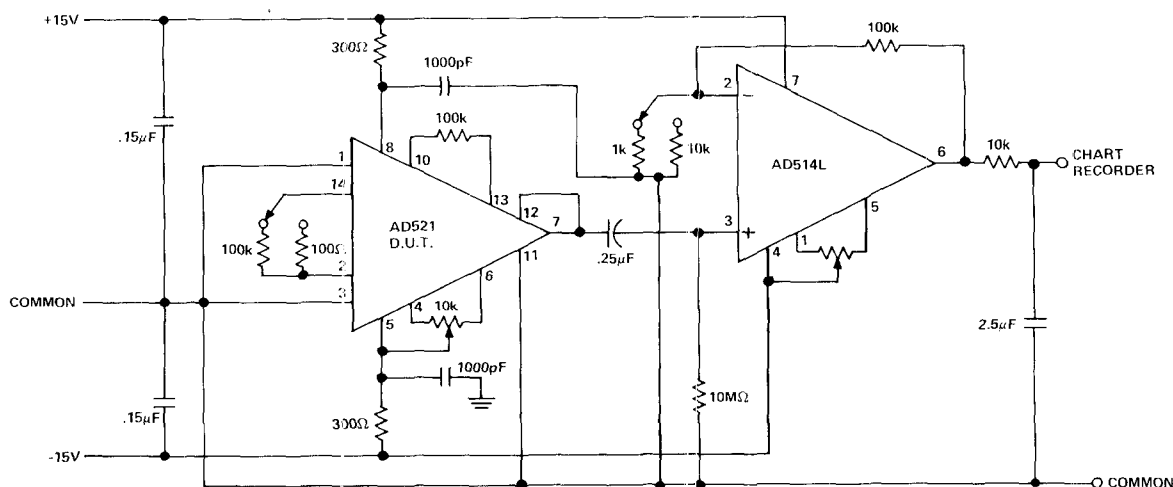 +15V
300Ω
1000pF
100k
.15µF
8
10
100k
13
1
14
12
7
AD521
D.U.T.
100k
100Ω
2
3
11
6
4
10k
5
COMMON
1000pF
.15µF
300Ω
-15V
.25µF
1k
10k
2
7
AD514L
6
10k
CHART
RECORDER
3
5
1
4
2.5µF
10MΩ
COMMON